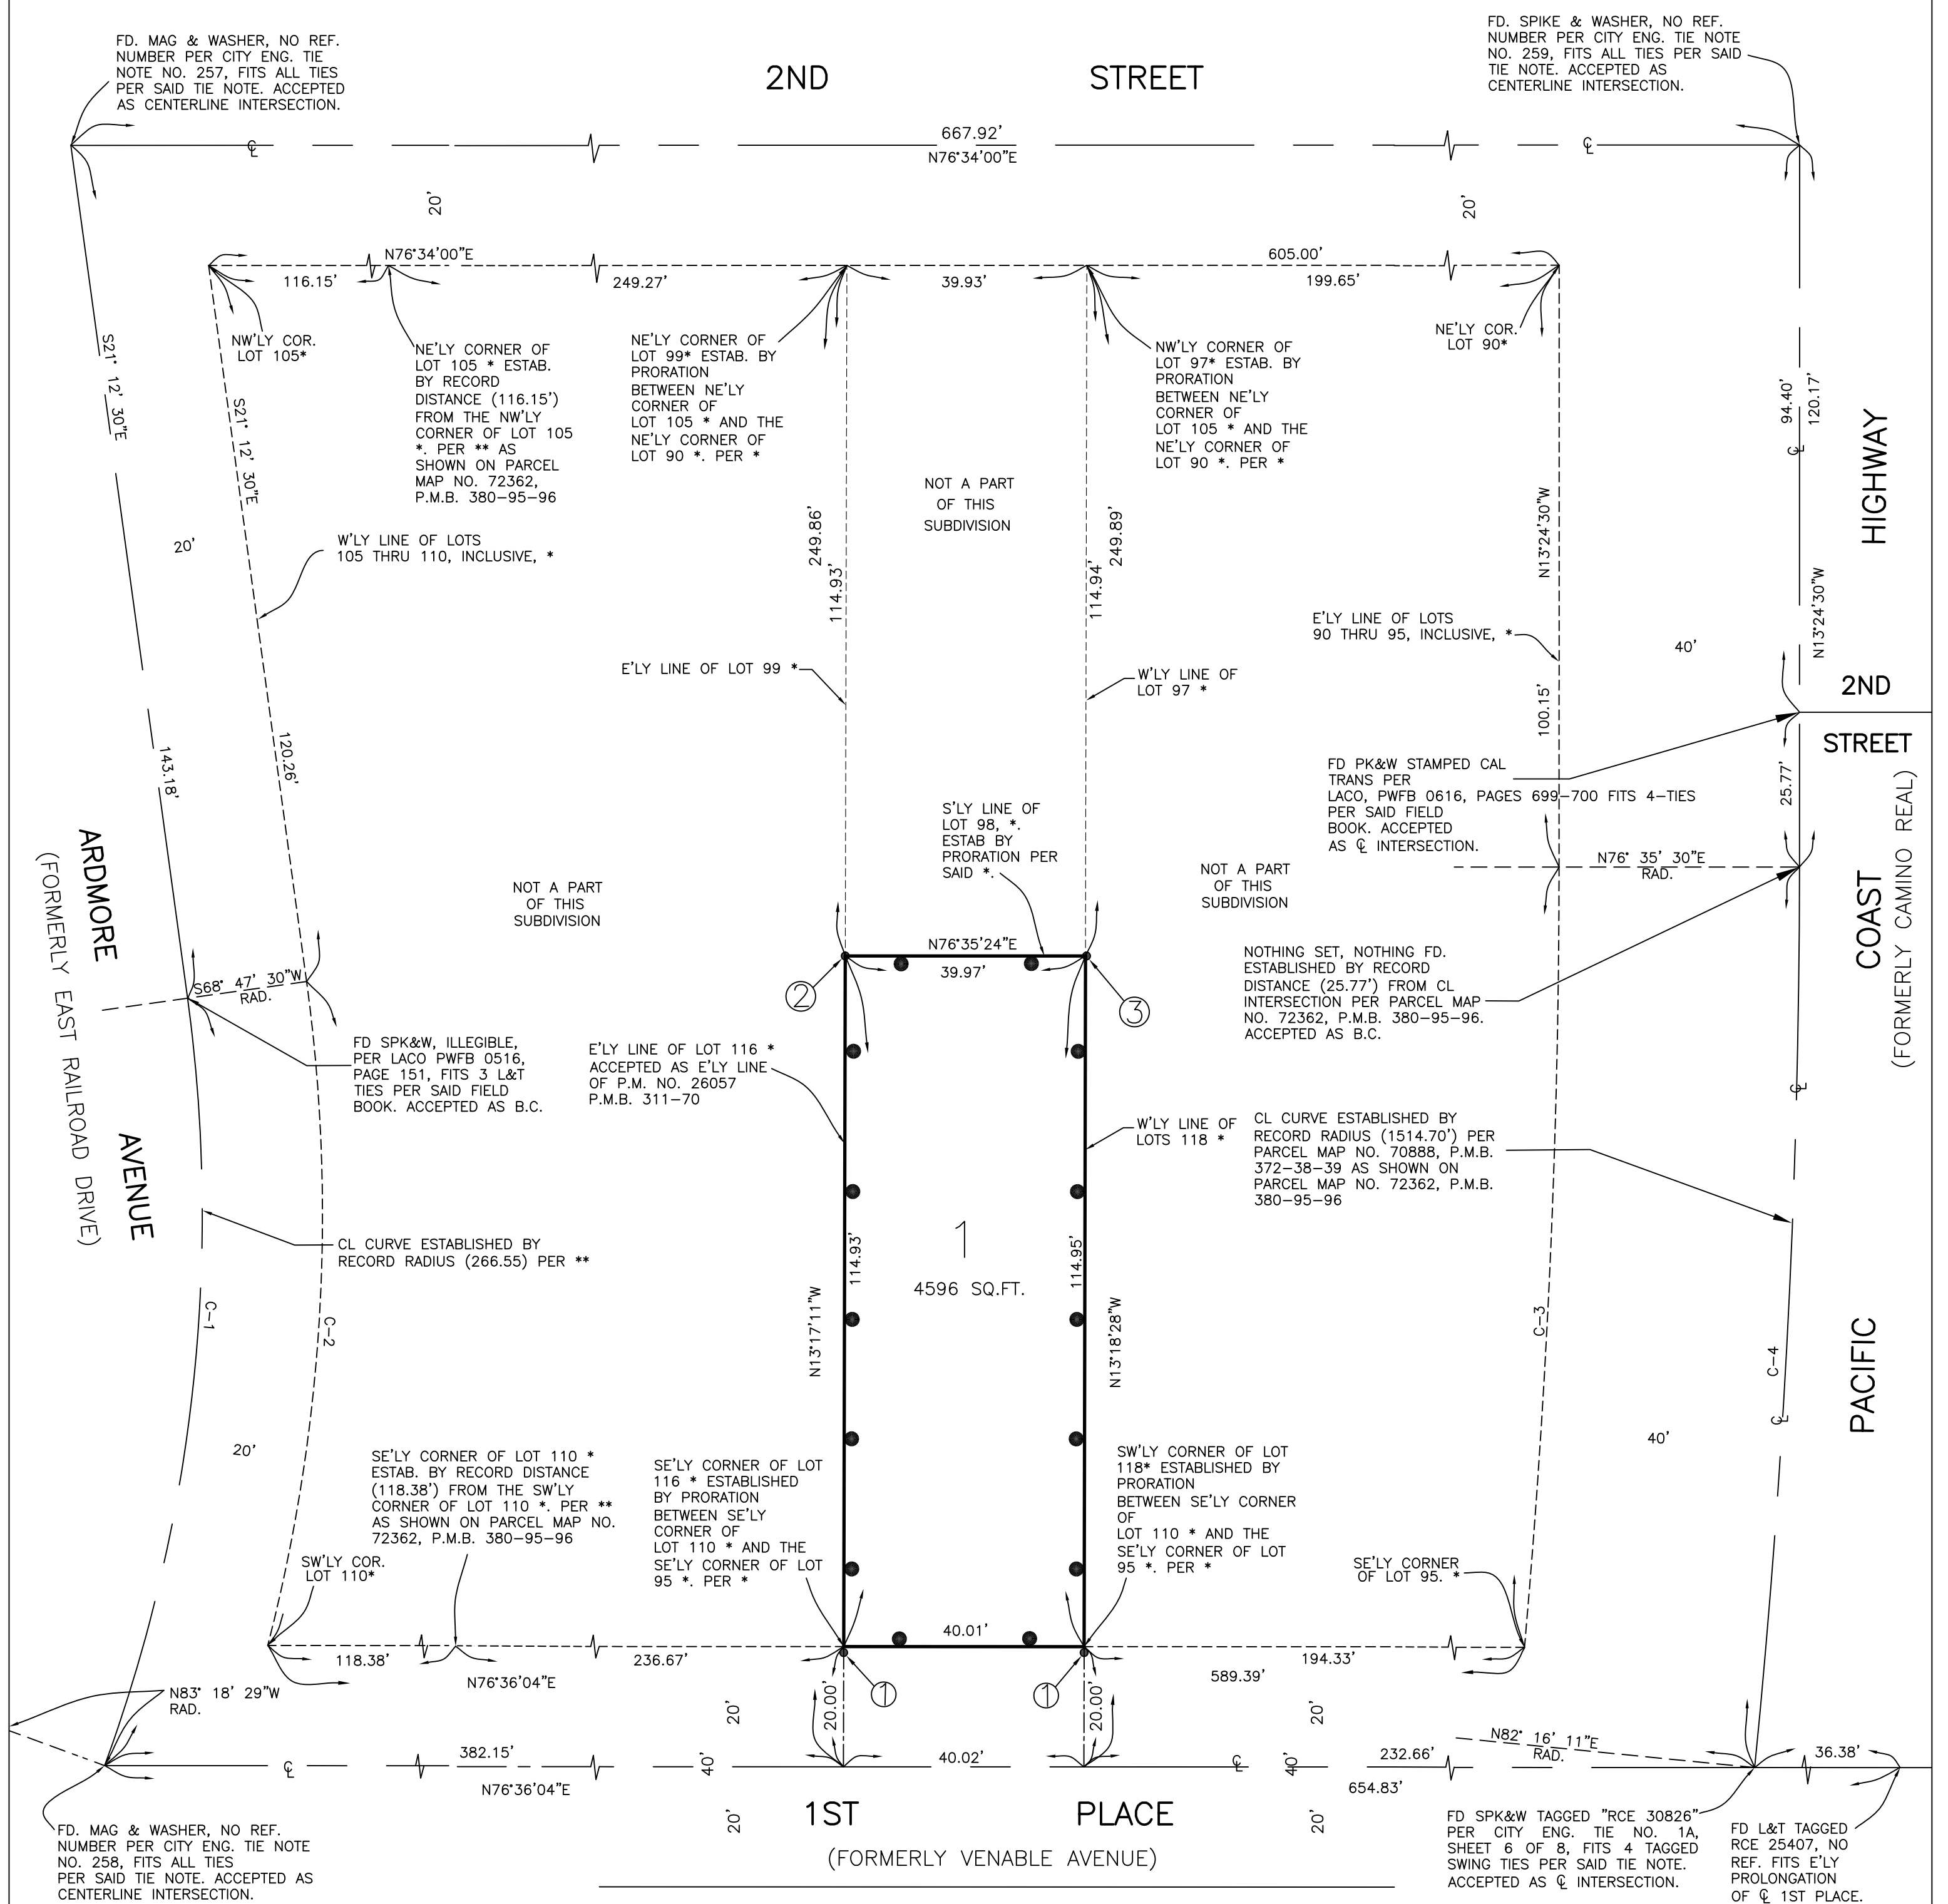 FD. MAG & WASHER, NO REF.
NUMBER PER CITY ENG. TIE
NOTE NO. 257, FITS ALL TIES
PER SAID TIE NOTE. ACCEPTED
AS CENTERLINE INTERSECTION.
2ND STREET
FD. SPIKE & WASHER, NO REF.
NUMBER PER CITY ENG. TIE NOTE
NO. 259, FITS ALL TIES PER SAID
TIE NOTE. ACCEPTED AS
CENTERLINE INTERSECTION.
℄
667.92'
N76°34'00"E
℄
20'
20'
N76°34'00"E
605.00'
116.15'
249.27'
39.93'
199.65'
NW'LY COR.
LOT 105*
NE'LY CORNER OF
LOT 105 * ESTAB.
BY RECORD
DISTANCE (116.15')
FROM THE NW'LY
CORNER OF LOT 105
*. PER ** AS
SHOWN ON PARCEL
MAP NO. 72362,
P.M.B. 380-95-96
NE'LY CORNER OF
LOT 99* ESTAB. BY
PRORATION
BETWEEN NE'LY
CORNER OF
LOT 105 * AND THE
NE'LY CORNER OF
LOT 90 *. PER *
NW'LY CORNER OF
LOT 97* ESTAB. BY
PRORATION
BETWEEN NE'LY
CORNER OF
LOT 105 * AND THE
NE'LY CORNER OF
LOT 90 *. PER *
NE'LY COR.
LOT 90*
S21° 12' 30"E
S21° 12' 30"E
94.40'
120.17'
℄
HIGHWAY
NOT A PART
OF THIS
SUBDIVISION
20'
W'LY LINE OF LOTS
105 THRU 110, INCLUSIVE, *
249.86'
114.93'
249.89'
114.94'
N13°24'30"W
N13°24'30"W
E'LY LINE OF LOTS
90 THRU 95, INCLUSIVE, *
40'
E'LY LINE OF LOT 99 *
W'LY LINE OF
LOT 97 *
2ND
STREET
143.18'
120.26'
100.15'
25.77'
FD PK&W STAMPED CAL
TRANS PER
LACO, PWFB 0616, PAGES 699-700 FITS 4-TIES
PER SAID FIELD
BOOK. ACCEPTED
AS ℄ INTERSECTION.
S'LY LINE OF
LOT 98, *.
ESTAB BY
PRORATION PER
SAID *.
N76° 35' 30"E
RAD.
ARDMORE
(FORMERLY EAST RAILROAD DRIVE)
NOT A PART
OF THIS
SUBDIVISION
NOT A PART
OF THIS
SUBDIVISION
COAST
(FORMERLY CAMINO REAL)
N76°35'24"E
39.97'
2
3
S68° 47' 30"W
RAD.
NOTHING SET, NOTHING FD.
ESTABLISHED BY RECORD
DISTANCE (25.77') FROM CL
INTERSECTION PER PARCEL MAP
NO. 72362, P.M.B. 380-95-96.
ACCEPTED AS B.C.
FD SPK&W, ILLEGIBLE,
PER LACO PWFB 0516,
PAGE 151, FITS 3 L&T
TIES PER SAID FIELD
BOOK. ACCEPTED AS B.C.
E'LY LINE OF LOT 116 *
ACCEPTED AS E'LY LINE
OF P.M. NO. 26057
P.M.B. 311-70
℄
AVENUE
W'LY LINE OF
LOTS 118 *
CL CURVE ESTABLISHED BY
RECORD RADIUS (1514.70') PER
PARCEL MAP NO. 70888, P.M.B.
372-38-39 AS SHOWN ON
PARCEL MAP NO. 72362, P.M.B.
380-95-96
CL CURVE ESTABLISHED BY
RECORD RADIUS (266.55) PER **
1
4596 SQ.FT.
114.93'
114.95'
N13°17'11"W
N13°18'28"W
C-1
C-2
C-3
C-4
℄
PACIFIC
20'
40'
SE'LY CORNER OF LOT 110 *
ESTAB. BY RECORD DISTANCE
(118.38') FROM THE SW'LY
CORNER OF LOT 110 *. PER **
AS SHOWN ON PARCEL MAP NO.
72362, P.M.B. 380-95-96
SE'LY CORNER OF LOT
116 * ESTABLISHED
BY PRORATION
BETWEEN SE'LY
CORNER OF
LOT 110 * AND THE
SE'LY CORNER OF LOT
95 *. PER *
SW'LY CORNER OF LOT
118* ESTABLISHED BY
PRORATION
BETWEEN SE'LY CORNER
OF
LOT 110 * AND THE
SE'LY CORNER OF LOT
95 *. PER *
SW'LY COR.
LOT 110*
SE'LY CORNER
OF LOT 95. *
118.38'
236.67'
40.01'
194.33'
N76°36'04"E
589.39'
N83° 18' 29"W
RAD.
1
1
20'
20.00'
20.00'
20'
N82° 16' 11"E
RAD.
℄
382.15'
40'
40.02'
℄
40'
232.66'
36.38'
N76°36'04"E
654.83'
20'
1ST PLACE
20'
(FORMERLY VENABLE AVENUE)
FD. MAG & WASHER, NO REF.
NUMBER PER CITY ENG. TIE NOTE
NO. 258, FITS ALL TIES
PER SAID TIE NOTE. ACCEPTED AS
CENTERLINE INTERSECTION.
FD SPK&W TAGGED "RCE 30826"
PER CITY ENG. TIE NO. 1A,
SHEET 6 OF 8, FITS 4 TAGGED
SWING TIES PER SAID TIE NOTE.
ACCEPTED AS ℄ INTERSECTION.
FD L&T TAGGED
RCE 25407, NO
REF. FITS E'LY
PROLONGATION
OF ℄ 1ST PLACE.